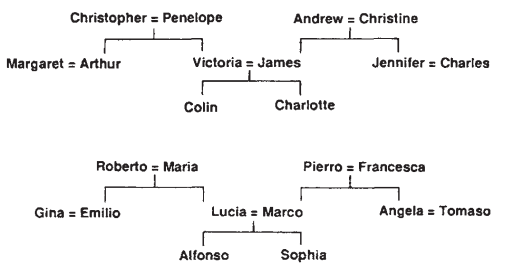 Christopher = Penelope Andrew = Christine
Margaret = Arthur Victoria = James Jennifer = Charles
Colin Charlotte
Roberto = Maria Pierro = Francesca
Gina = Emilio Lucia = Marco Angela = Tomaso
Alfonso Sophia